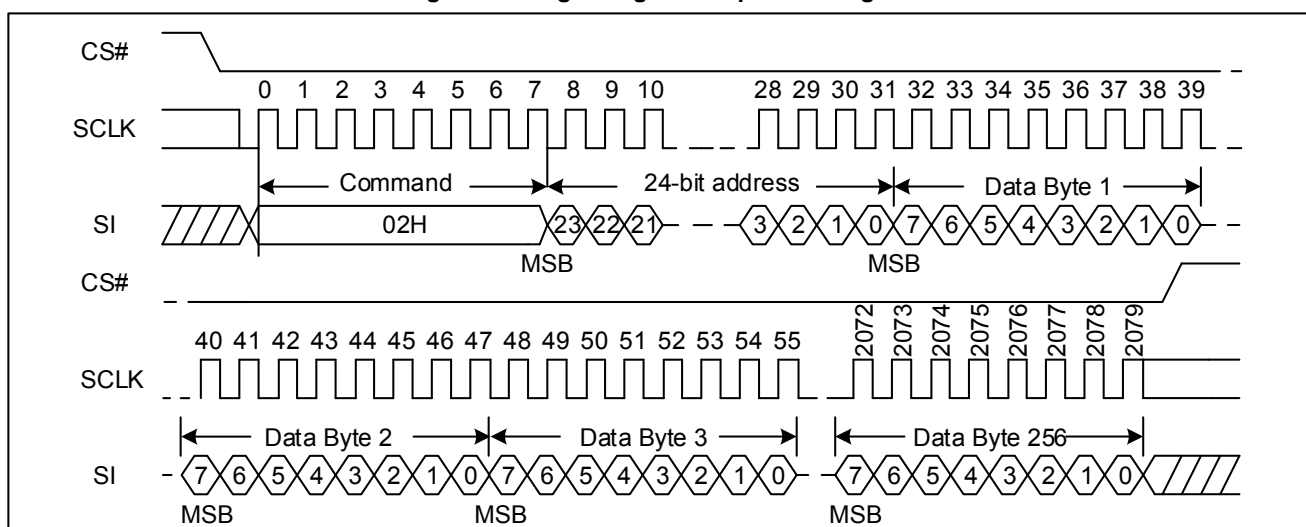 CS#
0 1 2 3 4 5 6 7 8 9 10 28 29 30 31 32 33 34 35 36 37 38 39
SCLK
Command 24-bit address Data Byte 1
SI 02H 23 22 21 3 2 1 0 7 6 5 4 3 2 1 0
MSB MSB
CS#
40 41 42 43 44 45 46 47 48 49 50 51 52 53 54 55 2072 2073 2074 2075 2076 2077 2078 2079
SCLK
Data Byte 2 Data Byte 3 Data Byte 256
SI 7 6 5 4 3 2 1 0 7 6 5 4 3 2 1 0 7 6 5 4 3 2 1 0
MSB MSB MSB